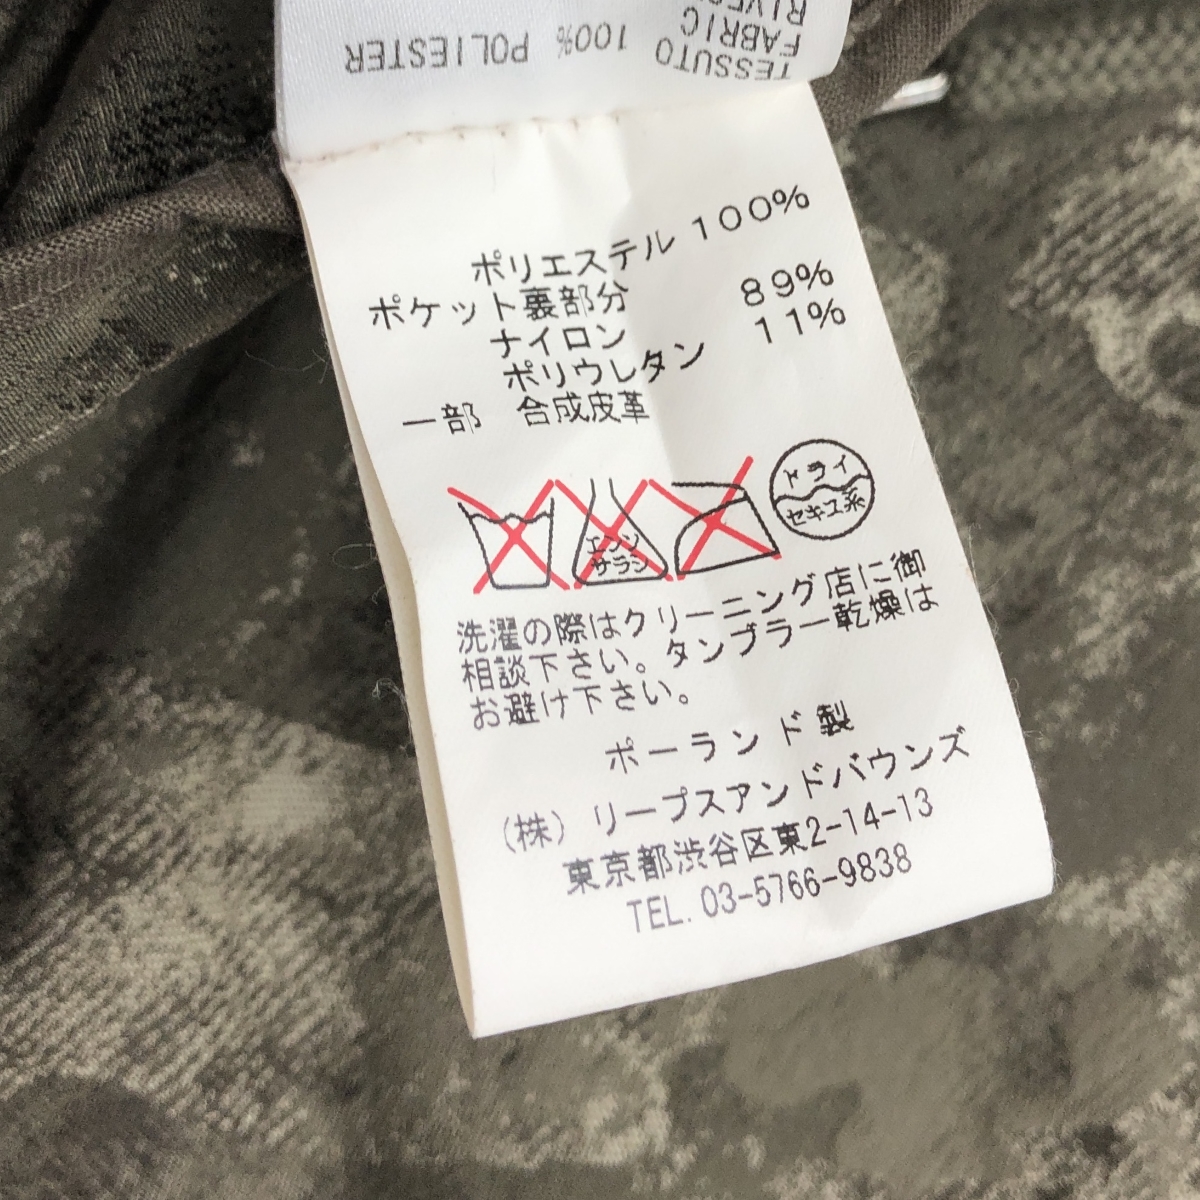 TESSUTO 100% POLIESTER
FABRIC
ポリエステル 100%
ポケット裏部分
ナイロン 89%
ポリウレタン 11%
一部 合成皮革
エンソ
サラシ
ドライ
セキユ系
洗濯の際はクリーニング店に御
相談下さい。タンブラー乾燥は
お避け下さい。
ポーランド製
(株) リープスアンドバウンズ
東京都渋谷区東2-14-13
TEL. 03-5766-9838